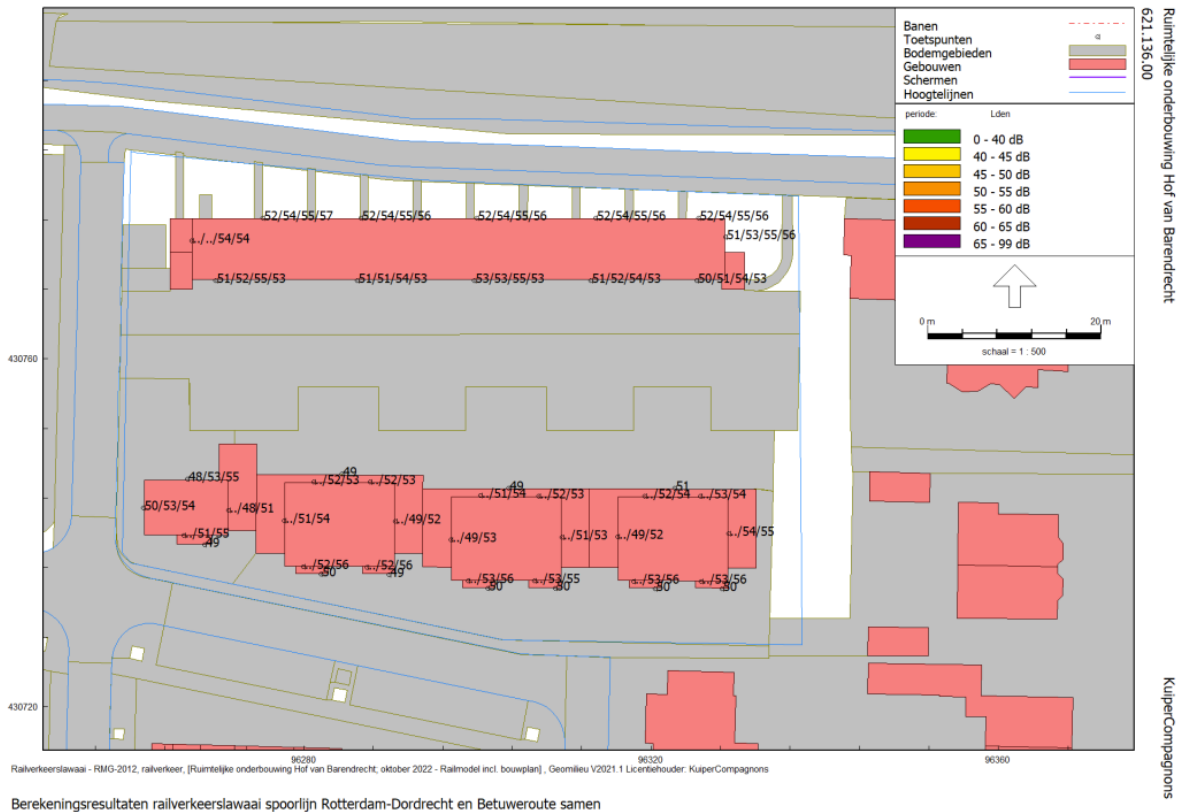 Ruimtelijke onderbouwing Hof van Barendrecht
621.136.00
Banen
Toetspunten
Bodemgebieden
Gebouwen
Schermen
Hoogtelijnen
periode: Lden
0 - 40 dB
40 - 45 dB
45 - 50 dB
50 - 55 dB
55 - 60 dB
60 - 65 dB
65 - 99 dB
0 m 20 m
schaal = 1 : 500
52/54/55/57 52/54/55/56 52/54/55/56 52/54/55/56 52/54/55/56
../../54/54 51/53/55/56
51/52/55/53 51/51/54/53 53/53/55/53 51/52/54/53 50/51/54/53
430760
48/53/55 49 ../52/53 ../52/53 49 ../51/54 ../52/53 51 ../52/54 ../53/54
50/53/54 ../48/51 ../51/54 ../49/52 ../49/53 ../51/53 ../49/52 ../54/55
../51/55 49
../52/56 50 ../52/56 49 ../53/56 50 ../53/55 50 ../53/56 50 ../53/56 50
430720
96280 96320 96360
Railverkeerslawaai - RMG-2012, railverkeer, [Ruimtelijke onderbouwing Hof van Barendrecht; oktober 2022 - Railmodel incl. bouwplan] , Geomilieu V2021.1 Licentiehouder: KuiperCompagnons
KuiperCompagnons
Berekeningsresultaten railverkeerslawaai spoorlijn Rotterdam-Dordrecht en Betuweroute samen